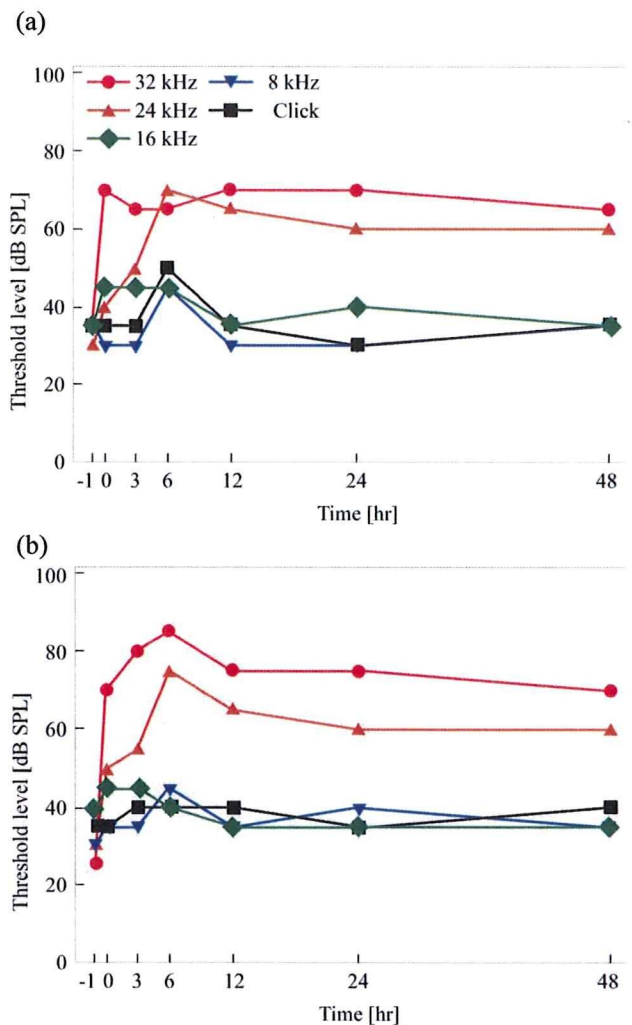 (a)
100
80
60
40
20
0
Threshold level [dB SPL]
32 kHz
24 kHz
16 kHz
8 kHz
Click
-1 0 3 6 12 24 48
Time [hr]
(b)
100
80
60
40
20
0
Threshold level [dB SPL]
-1 0 3 6 12 24 48
Time [hr]